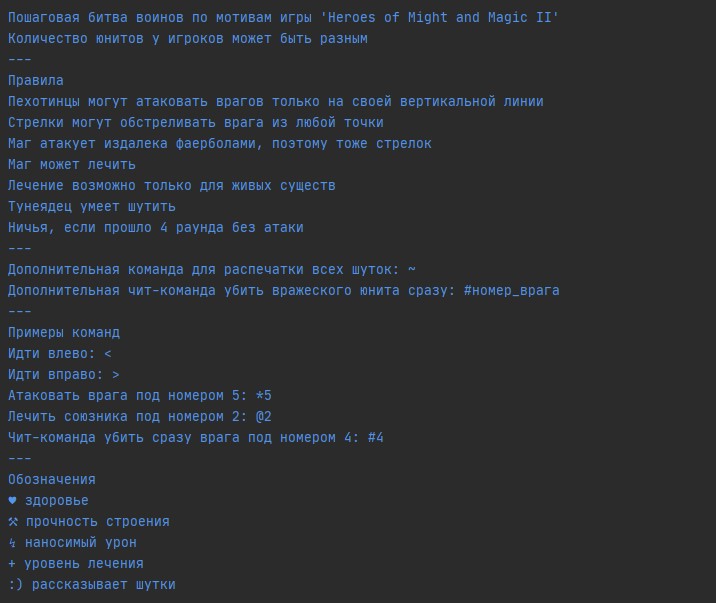 Пошаговая битва воинов по мотивам игры 'Heroes of Might and Magic II'
Количество юнитов у игроков может быть разным
---
Правила
Пехотинцы могут атаковать врагов только на своей вертикальной линии
Стрелки могут обстреливать врага из любой точки
Маг атакует издалека фаерболами, поэтому тоже стрелок
Маг может лечить
Лечение возможно только для живых существ
Тунеядец умеет шутить
Ничья, если прошло 4 раунда без атаки
---
Дополнительная команда для распечатки всех шуток: ~
Дополнительная чит-команда убить вражеского юнита сразу: #номер_врага
---
Примеры команд
Идти влево: <
Идти вправо: >
Атаковать врага под номером 5: *5
Лечить союзника под номером 2: @2
Чит-команда убить сразу врага под номером 4: #4
---
Обозначения
♥ здоровье
⚒ прочность строения
↯ наносимый урон
+ уровень лечения
:) рассказывает шутки